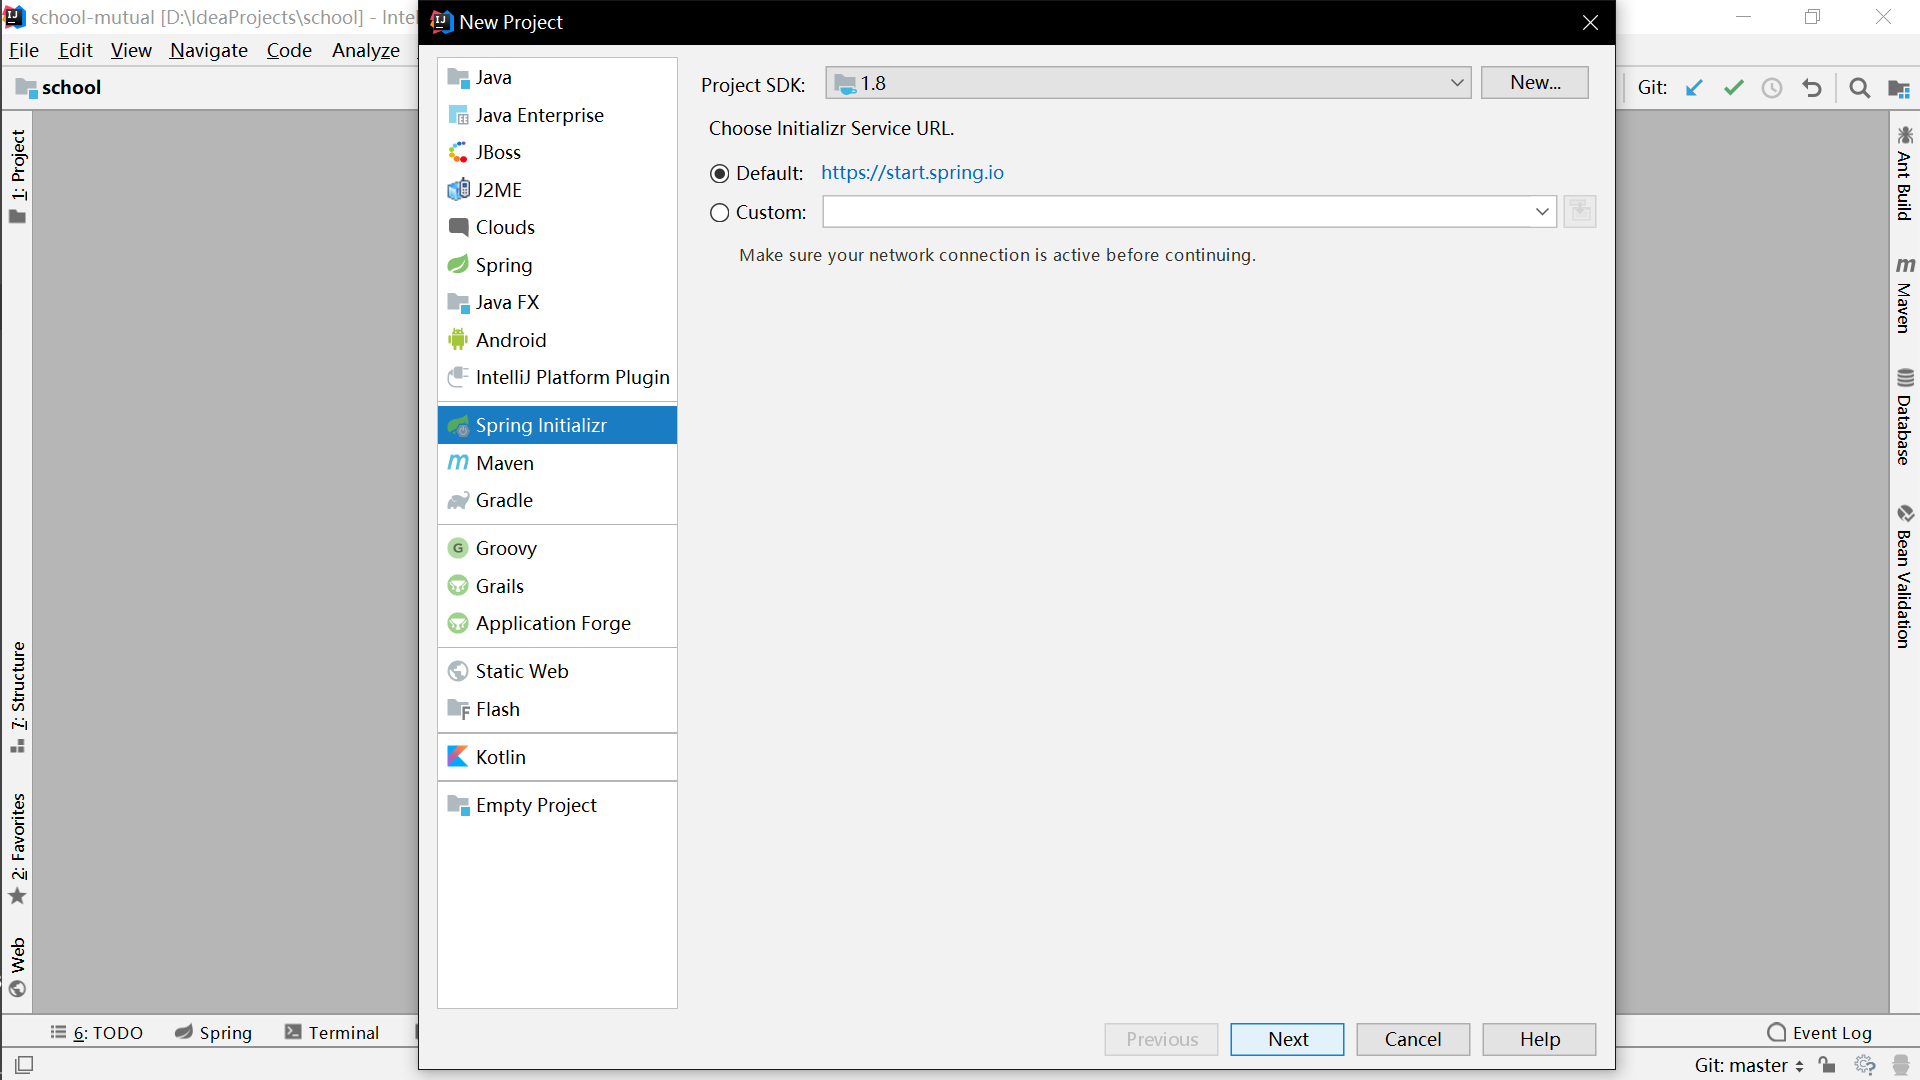 school-mutual [D:\IdeaProjects\school] - Intel
New Project
File Edit View Navigate Code Analyze
school
Git:
1: Project
7: Structure
2: Favorites
Web
Java
Java Enterprise
JBoss
J2ME
Clouds
Spring
Java FX
Android
IntelliJ Platform Plugin
Spring Initializr
Maven
Gradle
Groovy
Grails
Application Forge
Static Web
Flash
Kotlin
Empty Project
Project SDK: 1.8 New...
Choose Initializr Service URL.
Default: https://start.spring.io
Custom:
Make sure your network connection is active before continuing.
Previous Next Cancel Help
Ant Build
Maven
Database
Bean Validation
6: TODO Spring Terminal
Event Log
Git: master